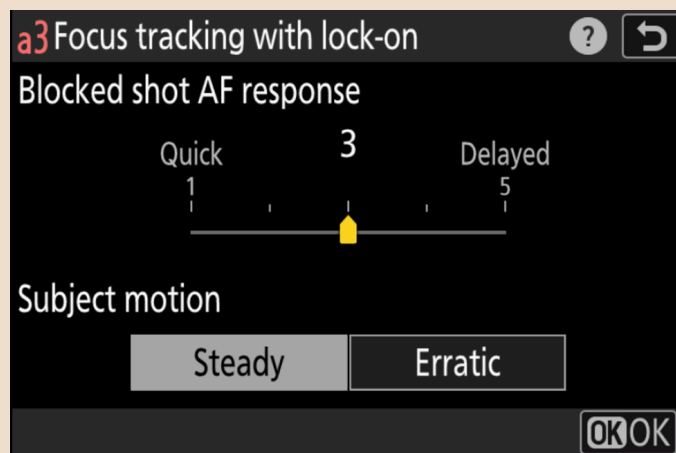 a3 Focus tracking with lock-on ?
Blocked shot AF response
3
Quick Delayed
1 5
Subject motion
Steady Erratic
OK OK